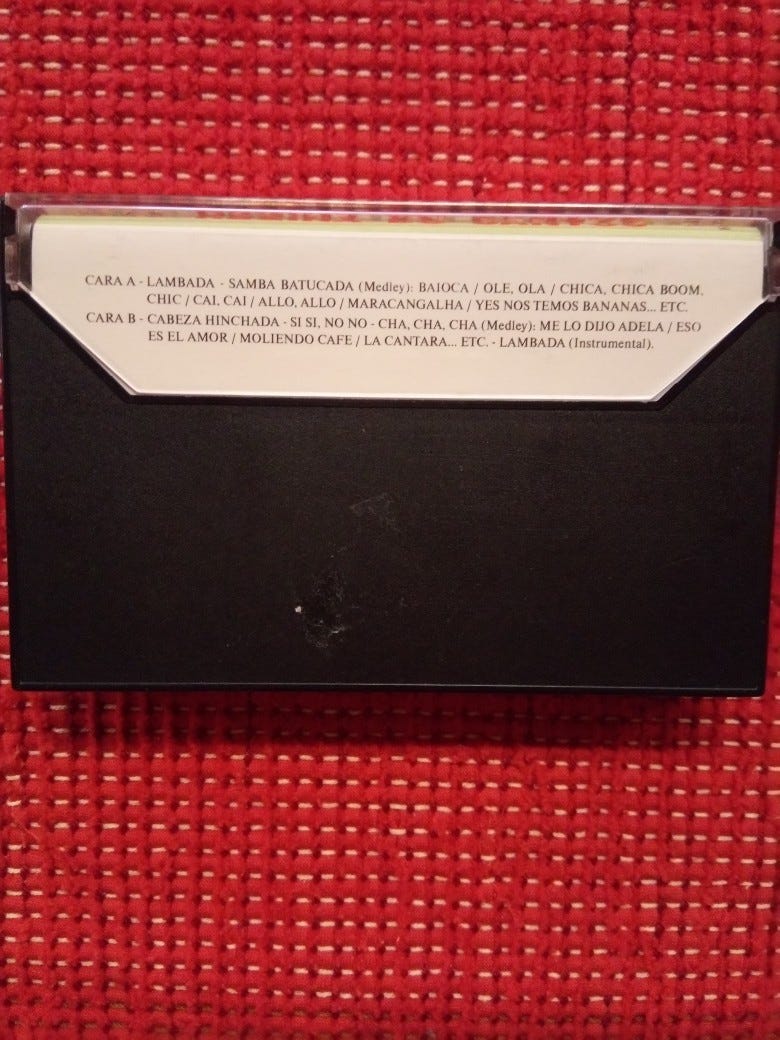 CARA A - LAMBADA - SAMBA BATUCADA (Medley): BAIOCA / OLE, OLA / CHICA, CHICA BOOM,
CHIC / CAI, CAI / ALLO, ALLO / MARACANGALHA / YES NOS TEMOS BANANAS... ETC.
CARA B - CABEZA HINCHADA - SI SI, NO NO - CHA, CHA, CHA (Medley): ME LO DIJO ADELA / ESO
ES EL AMOR / MOLIENDO CAFE / LA CANTARA... ETC. - LAMBADA (Instrumental).